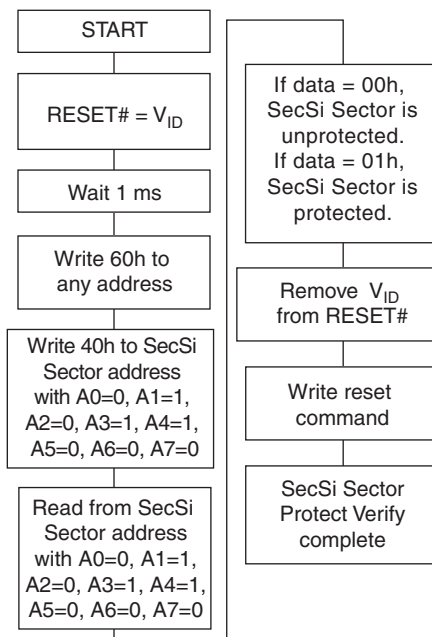 START
RESET# = VID
Wait 1 ms
Write 60h to
any address
Write 40h to SecSi
Sector address
with A0=0, A1=1,
A2=0, A3=1, A4=1,
A5=0, A6=0, A7=0
Read from SecSi
Sector address
with A0=0, A1=1,
A2=0, A3=1, A4=1,
A5=0, A6=0, A7=0
If data = 00h,
SecSi Sector is
unprotected.
If data = 01h,
SecSi Sector is
protected.
Remove VID
from RESET#
Write reset
command
SecSi Sector
Protect Verify
complete